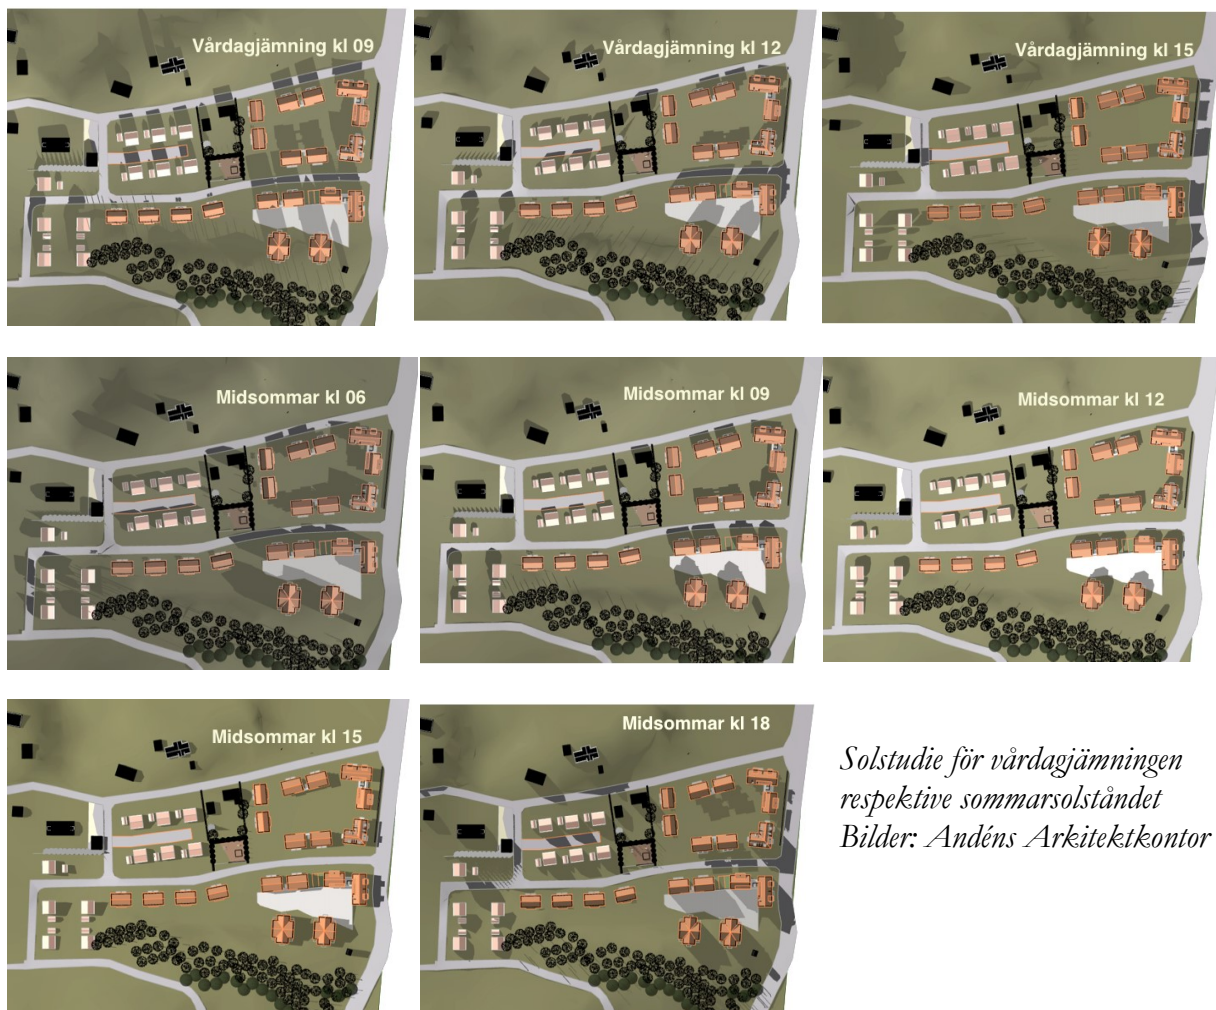 Vårdagjämning kl 09
Vårdagjämning kl 12
Vårdagjämning kl 15
Midsommar kl 06
Midsommar kl 09
Midsommar kl 12
Midsommar kl 15
Midsommar kl 18
Solstudie för vårdagjämningen
respektive sommarsolståndet
Bilder: Andéns Arkitektkontor